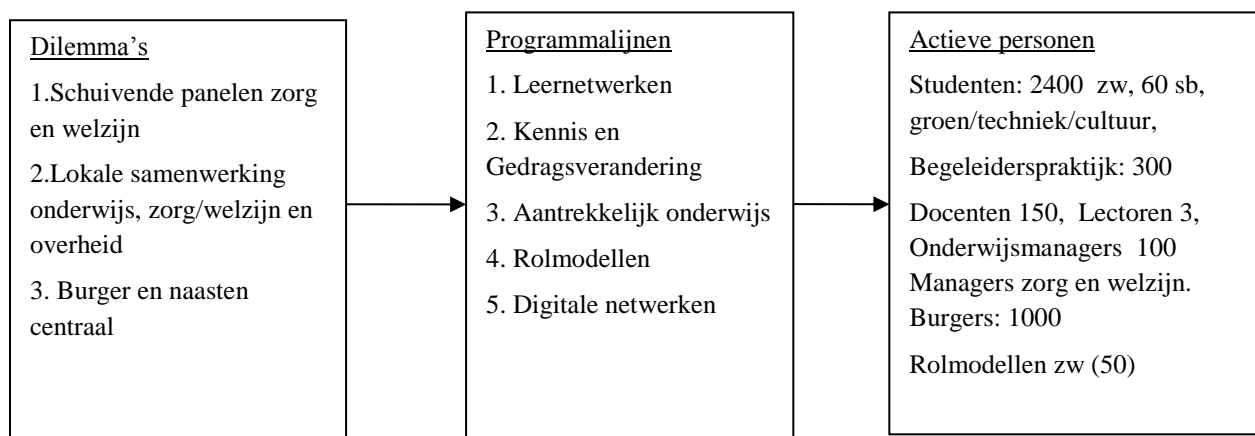 Dilemma’s
1.Schuivende panelen zorg
en welzijn
2.Lokale samenwerking
onderwijs, zorg/welzijn en
overheid
3. Burger en naasten
centraal
Programmalijnen
1. Leernetwerken
2. Kennis en
Gedragsverandering
3. Aantrekkelijk onderwijs
4. Rolmodellen
5. Digitale netwerken
Actieve personen
Studenten: 2400 zw, 60 sb,
groen/techniek/cultuur,
Begeleiderspraktijk: 300
Docenten 150, Lectoren 3,
Onderwijsmanagers 100
Managers zorg en welzijn.
Burgers: 1000
Rolmodellen zw (50)